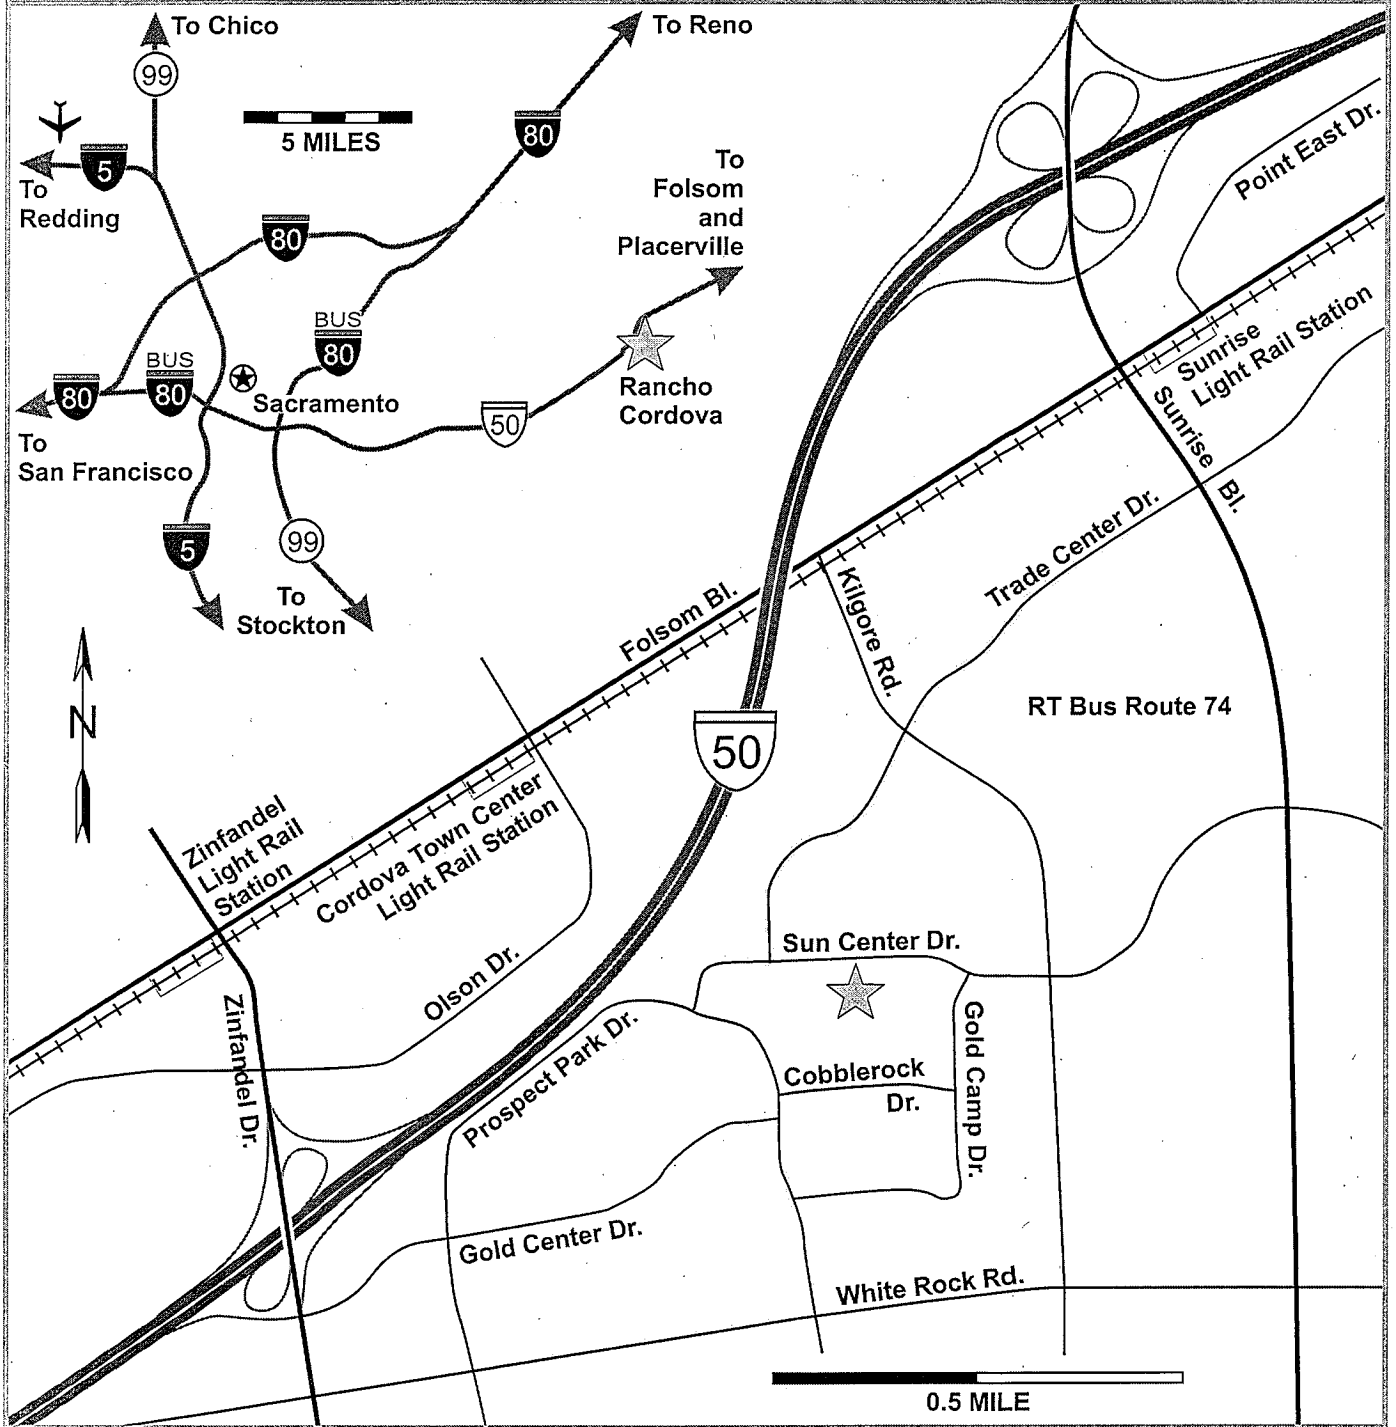 To Chico
99
To Reno
80
5 MILES
5
To
Redding
80
To
Folsom
and
Placerville
BUS
80
BUS
80
80
Sacramento
50
Rancho
Cordova
To
San Francisco
5
99
To
Stockton
N
Point East Dr.
Sunrise
Light Rail Station
Sunrise Bl.
Trade Center Dr.
Kilgore Rd.
Folsom Bl.
RT Bus Route 74
50
Zinfandel
Light Rail
Station
Cordova Town Center
Light Rail Station
Sun Center Dr.
Olson Dr.
Zinfandel Dr.
Prospect Park Dr.
Gold Camp Dr.
Cobblerock
Dr.
Gold Center Dr.
White Rock Rd.
0.5 MILE